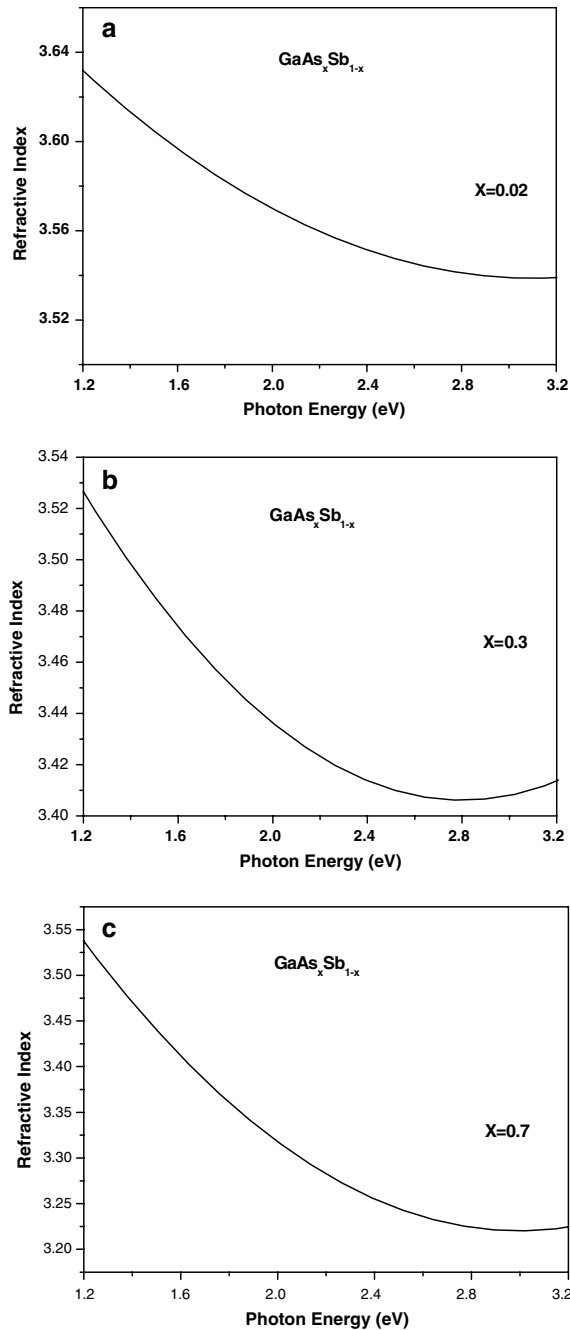 a
GaAsxSb1-x
X=0.02
3.64
3.60
3.56
3.52
Refractive Index
1.2 1.6 2.0 2.4 2.8 3.2
Photon Energy (eV)
b
GaAsxSb1-x
X=0.3
3.54
3.52
3.50
3.48
3.46
3.44
3.42
3.40
Refractive Index
1.2 1.6 2.0 2.4 2.8 3.2
Photon Energy (eV)
c
GaAsxSb1-x
X=0.7
3.55
3.50
3.45
3.40
3.35
3.30
3.25
3.20
Refractive Index
1.2 1.6 2.0 2.4 2.8 3.2
Photon Energy (eV)